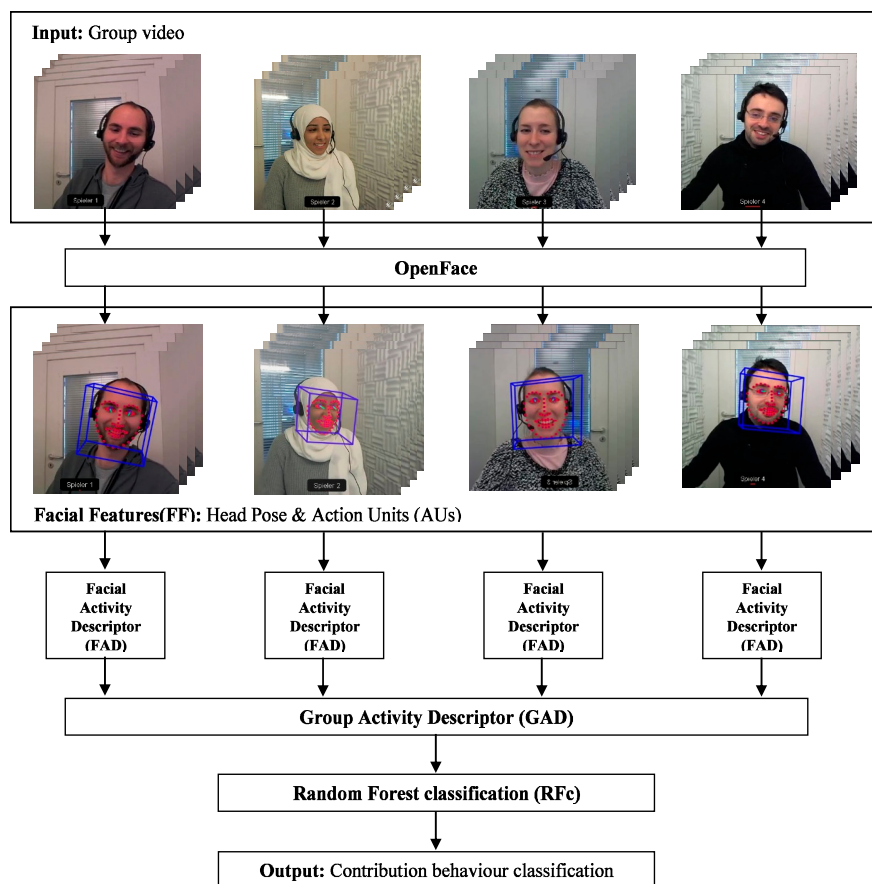 Input: Group video
Spieler 1
Spieler 2
Spieler 3
Spieler 4
OpenFace
Spieler 1
Spieler 2
Spieler 3
Spieler 4
Facial Features(FF): Head Pose & Action Units (AUs)
Facial
Activity
Descriptor
(FAD)
Facial
Activity
Descriptor
(FAD)
Facial
Activity
Descriptor
(FAD)
Facial
Activity
Descriptor
(FAD)
Group Activity Descriptor (GAD)
Random Forest classification (RFc)
Output: Contribution behaviour classification